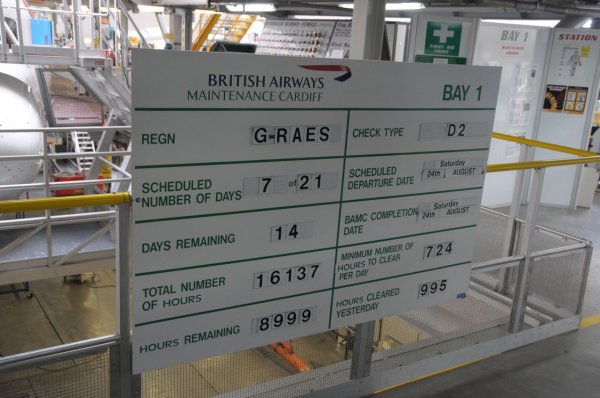 BRITISH AIRWAYS
MAINTENANCE CARDIFF
BAY 1
REGN
G-RAES
CHECK TYPE
D2
SCHEDULED
NUMBER OF DAYS
7 of 21
SCHEDULED
DEPARTURE DATE
Saturday
24th AUGUST
DAYS REMAINING
14
BAMC COMPLETION
DATE
Saturday
24th AUGUST
TOTAL NUMBER
OF HOURS
16137
MINIMUM NUMBER OF
HOURS TO CLEAR
PER DAY
724
HOURS REMAINING
8999
HOURS CLEARED
YESTERDAY
995
FIRST AID
BAY 1
STATION